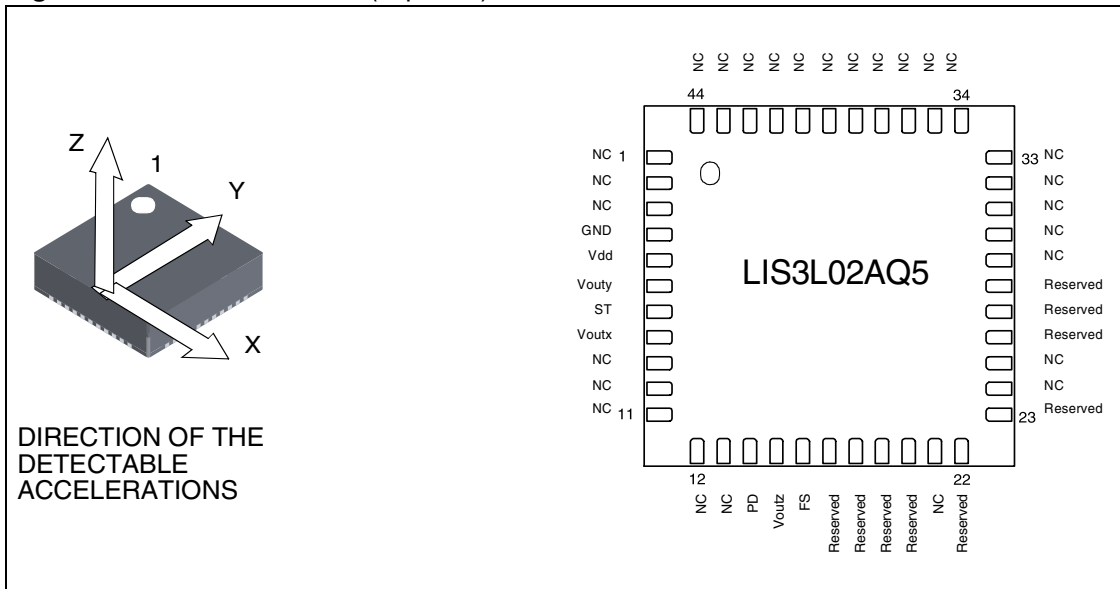 NC NC NC NC NC NC NC NC NC NC NC
44 34
Z
1
Y
X
DIRECTION OF THE
DETECTABLE
ACCELERATIONS
NC 1
NC
NC
GND
Vdd
Vouty
ST
Voutx
NC
NC
NC 11
LIS3L02AQ5
33 NC
NC
NC
NC
NC
Reserved
Reserved
Reserved
NC
NC
23 Reserved
12 22
NC NC PD Voutz FS Reserved Reserved Reserved Reserved NC Reserved